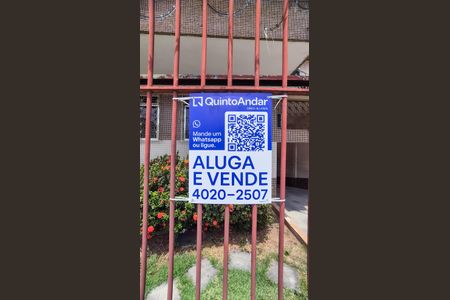 QuintoAndar
Mande um
Whatsapp
ou ligue.
ALUGA
E VENDE
4020-2507